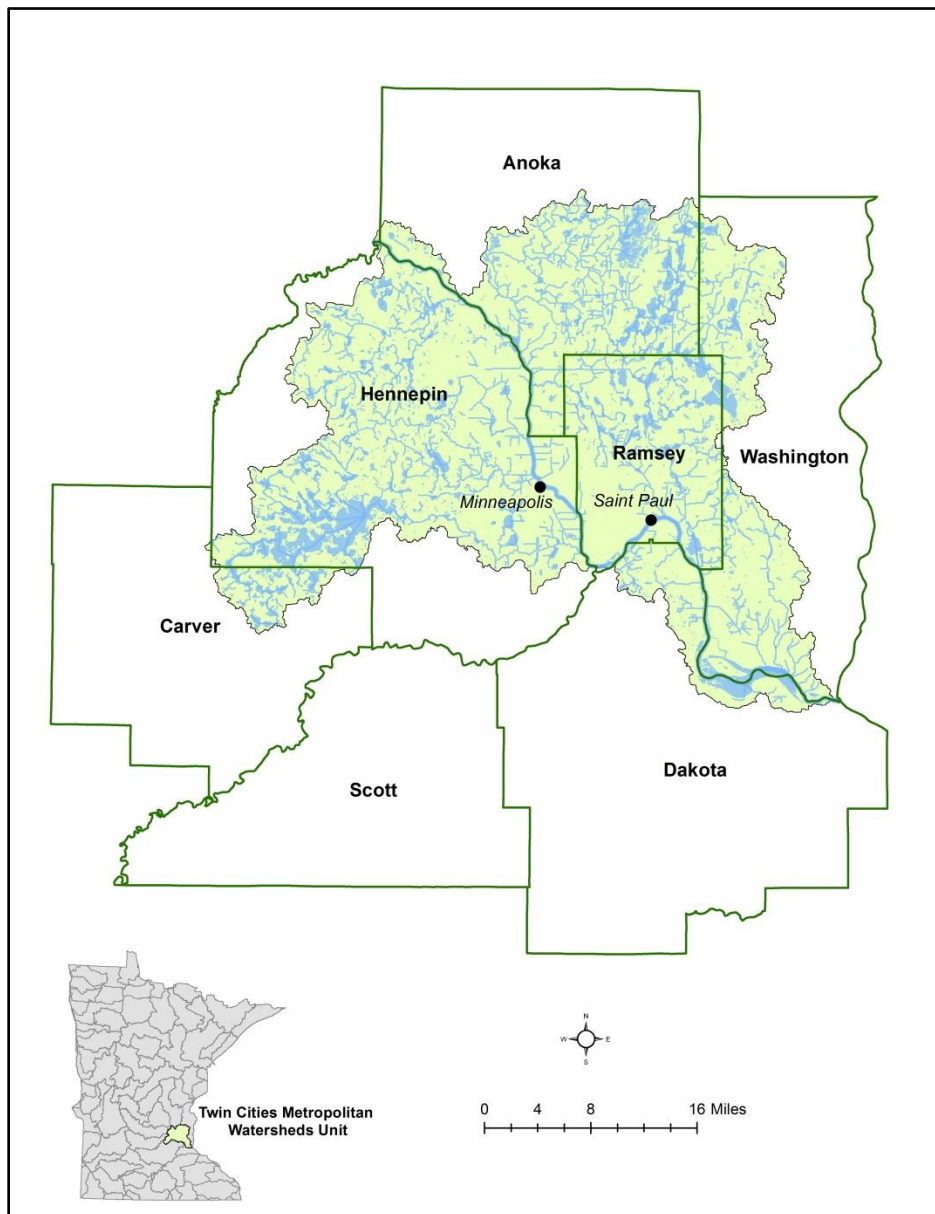 Anoka
Hennepin
Ramsey
Washington
Minneapolis
Saint Paul
Carver
Dakota
Scott
Twin Cities Metropolitan
Watersheds Unit
N
W E
S
0 4 8 16 Miles